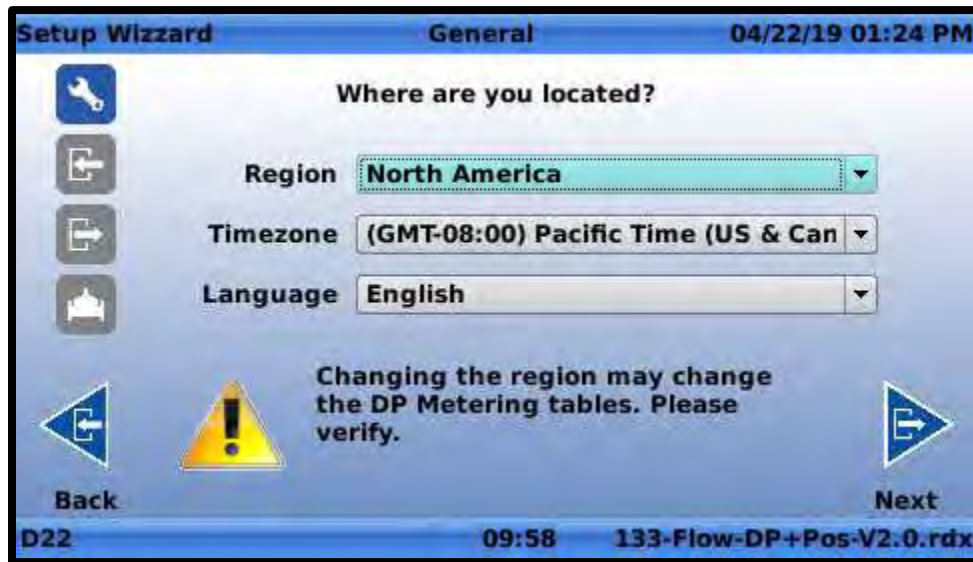 Setup Wizzard General 04/22/19 01:24 PM
Where are you located?
Region North America
Timezone (GMT-08:00) Pacific Time (US & Can
Language English
Changing the region may change
the DP Metering tables. Please
verify.
Back Next
D22 09:58 133-Flow-DP+Pos-V2.0.rdx